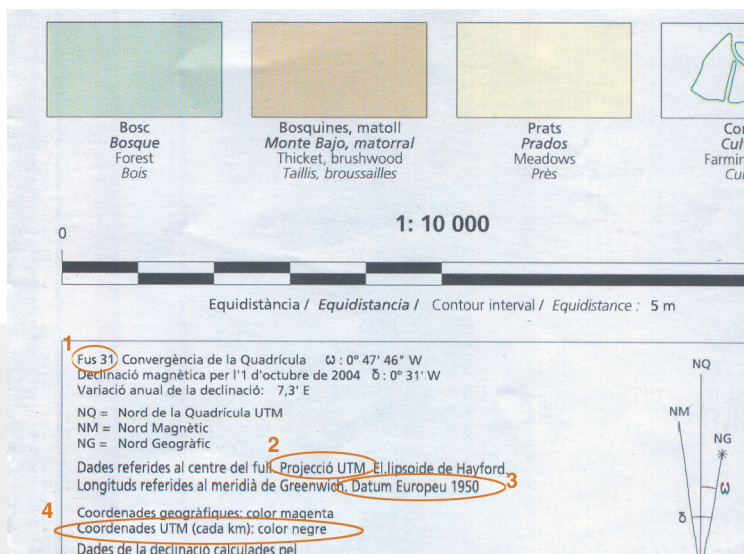 Bosc
Bosque
Forest
Bois
Bosquines, matoll
Monte Bajo, matorral
Thicket, brushwood
Taillis, broussailles
Prats
Prados
Meadows
Près
1: 10 000
0
Equidistància / Equidistancia / Contour interval / Equidistance : 5 m
1
Fus 31 Convergència de la Quadrícula ω : 0° 47' 46" W
Declinació magnètica per l'1 d'octubre de 2004 δ : 0° 31' W
Variació anual de la declinació: 7,3' E
NQ = Nord de la Quadrícula UTM
NM = Nord Magnètic
NG = Nord Geogràfic
2
Dades referides al centre del full. Projecció UTM El.lipsoide de Hayford.
Longituds referides al meridià de Greenwich. Datum Europeu 1950
3
4
Coordenades geogràfiques: color magenta
Coordenades UTM (cada km): color negre
Dades de la declinació calculades pel
NQ
NM
NG
ω
δ